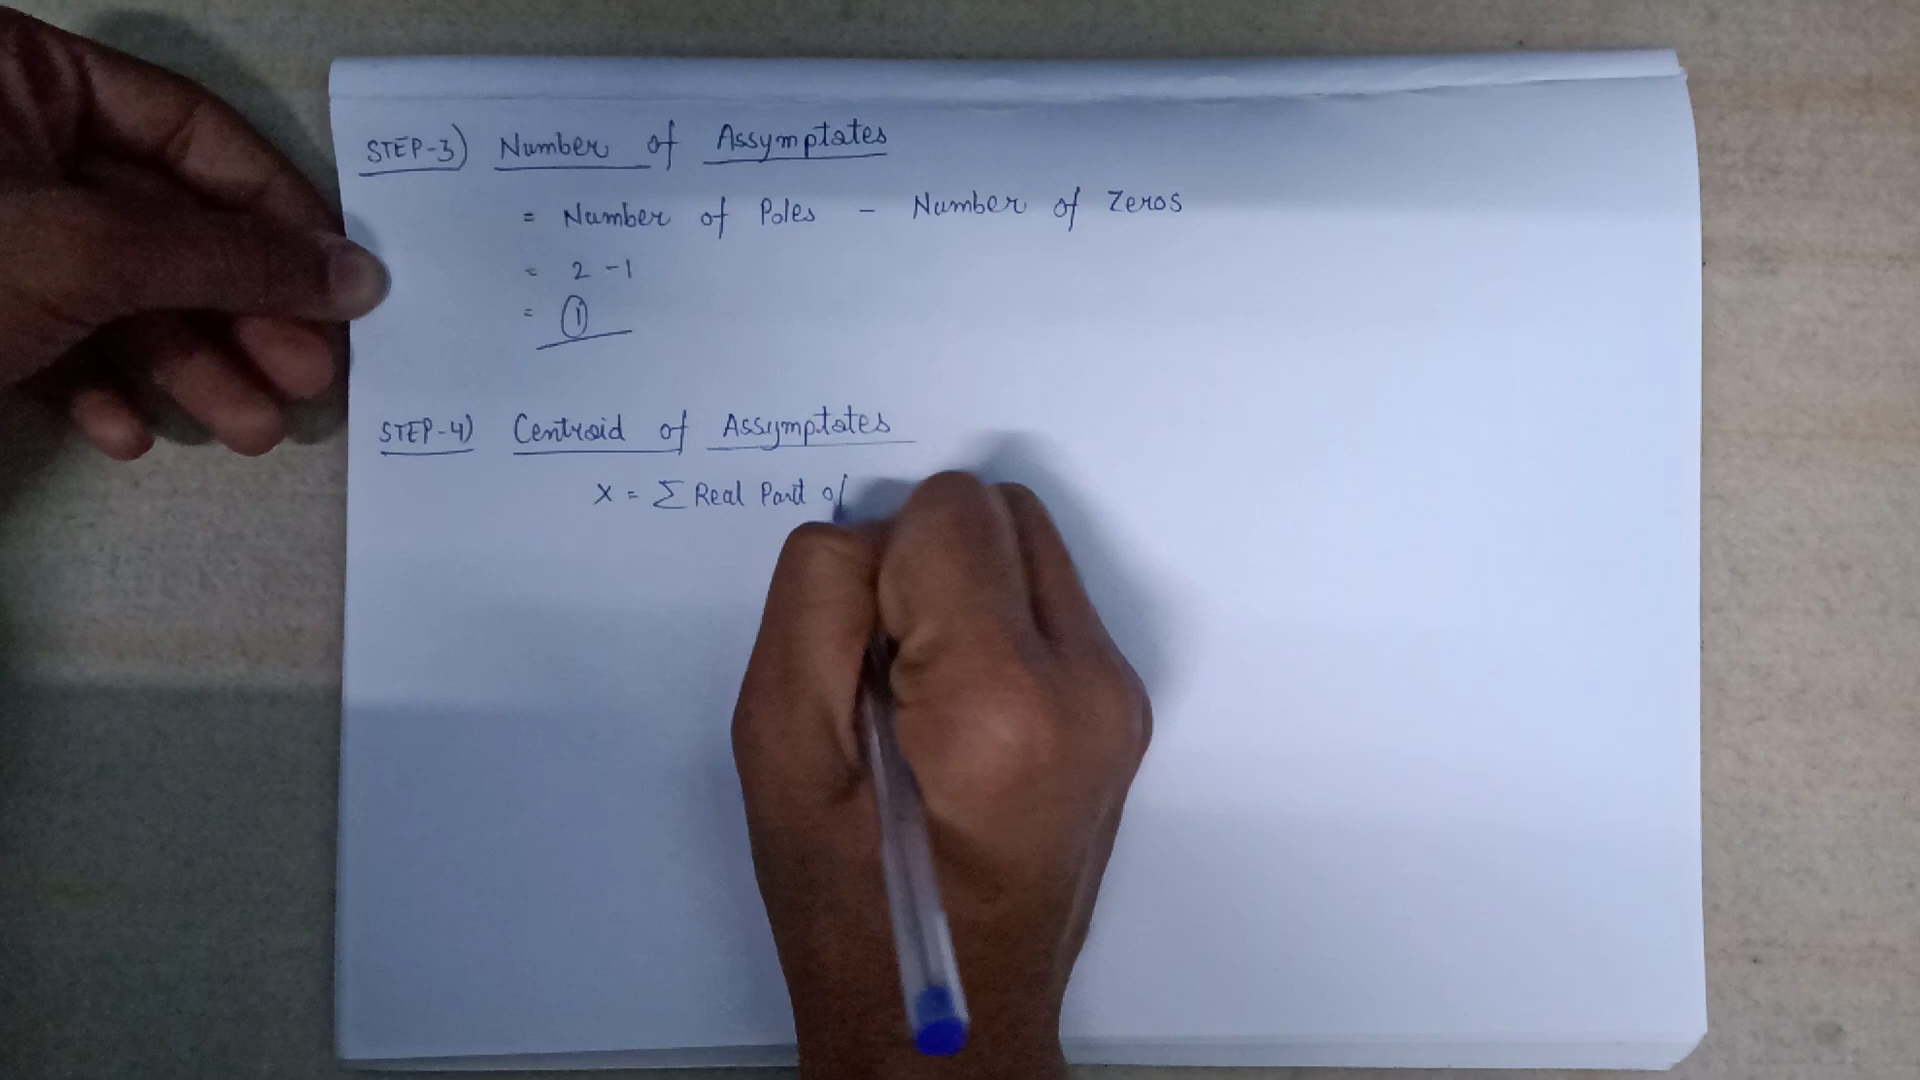 STEP-3) Number of Assymptates
= Number of Poles - Number of Zeros
= 2 -1
= 1
STEP-4) Centroid of Assymptates
X = Σ Real Part of